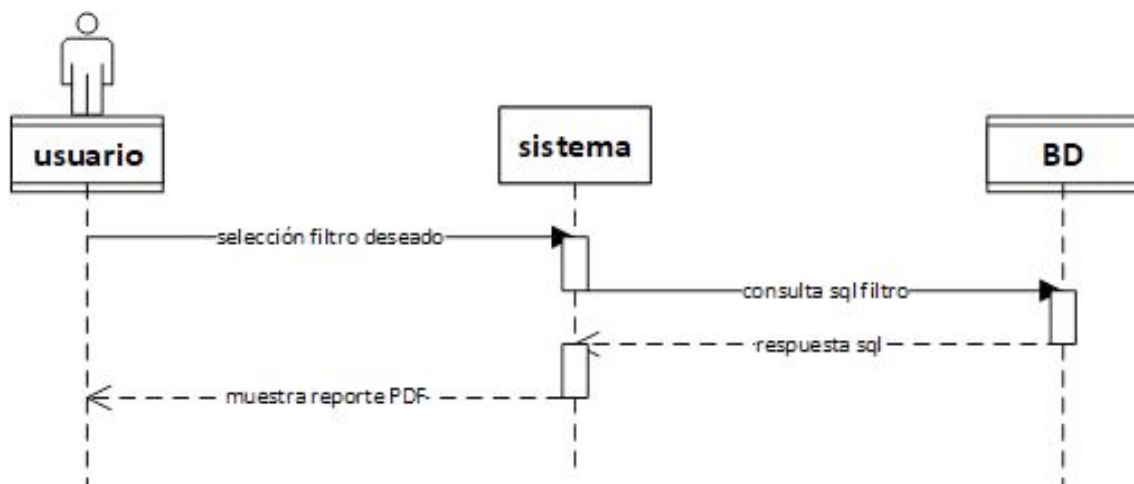 usuario
sistema
BD
selección filtro deseado
consulta sql filtro
respuesta sql
muestra reporte PDF